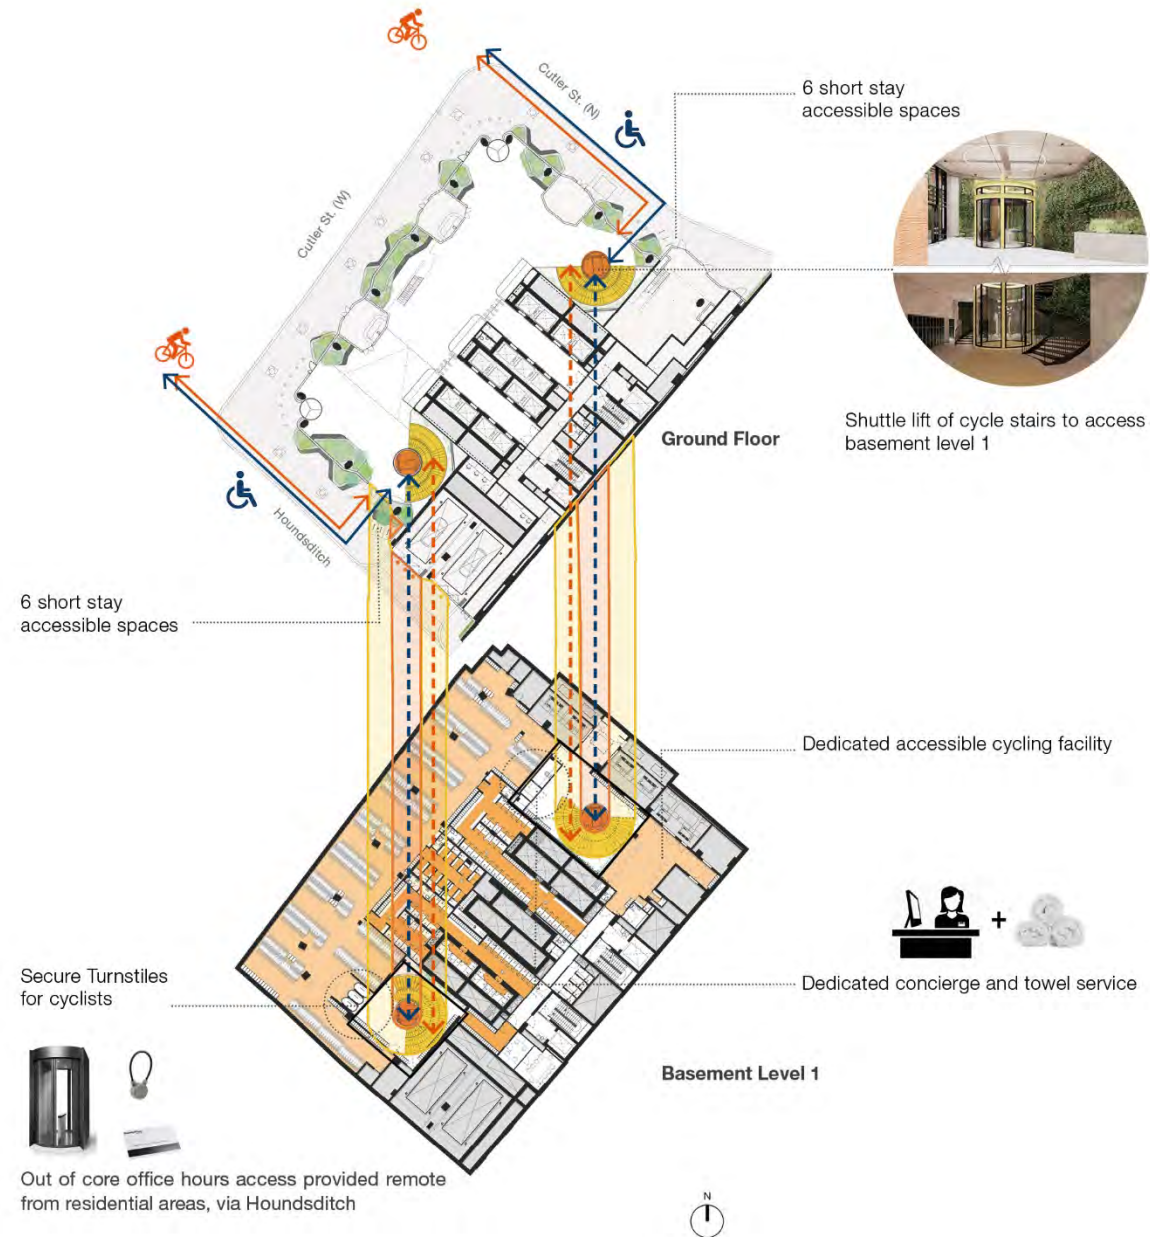 6 short stay
accessible spaces
Cutler St. (N)
Cutler St. (W)
Shuttle lift of cycle stairs to access
basement level 1
Ground Floor
Houndsditch
6 short stay
accessible spaces
Dedicated accessible cycling facility
+
Dedicated concierge and towel service
Secure Turnstiles
for cyclists
Basement Level 1
Out of core office hours access provided remote
from residential areas, via Houndsditch
N